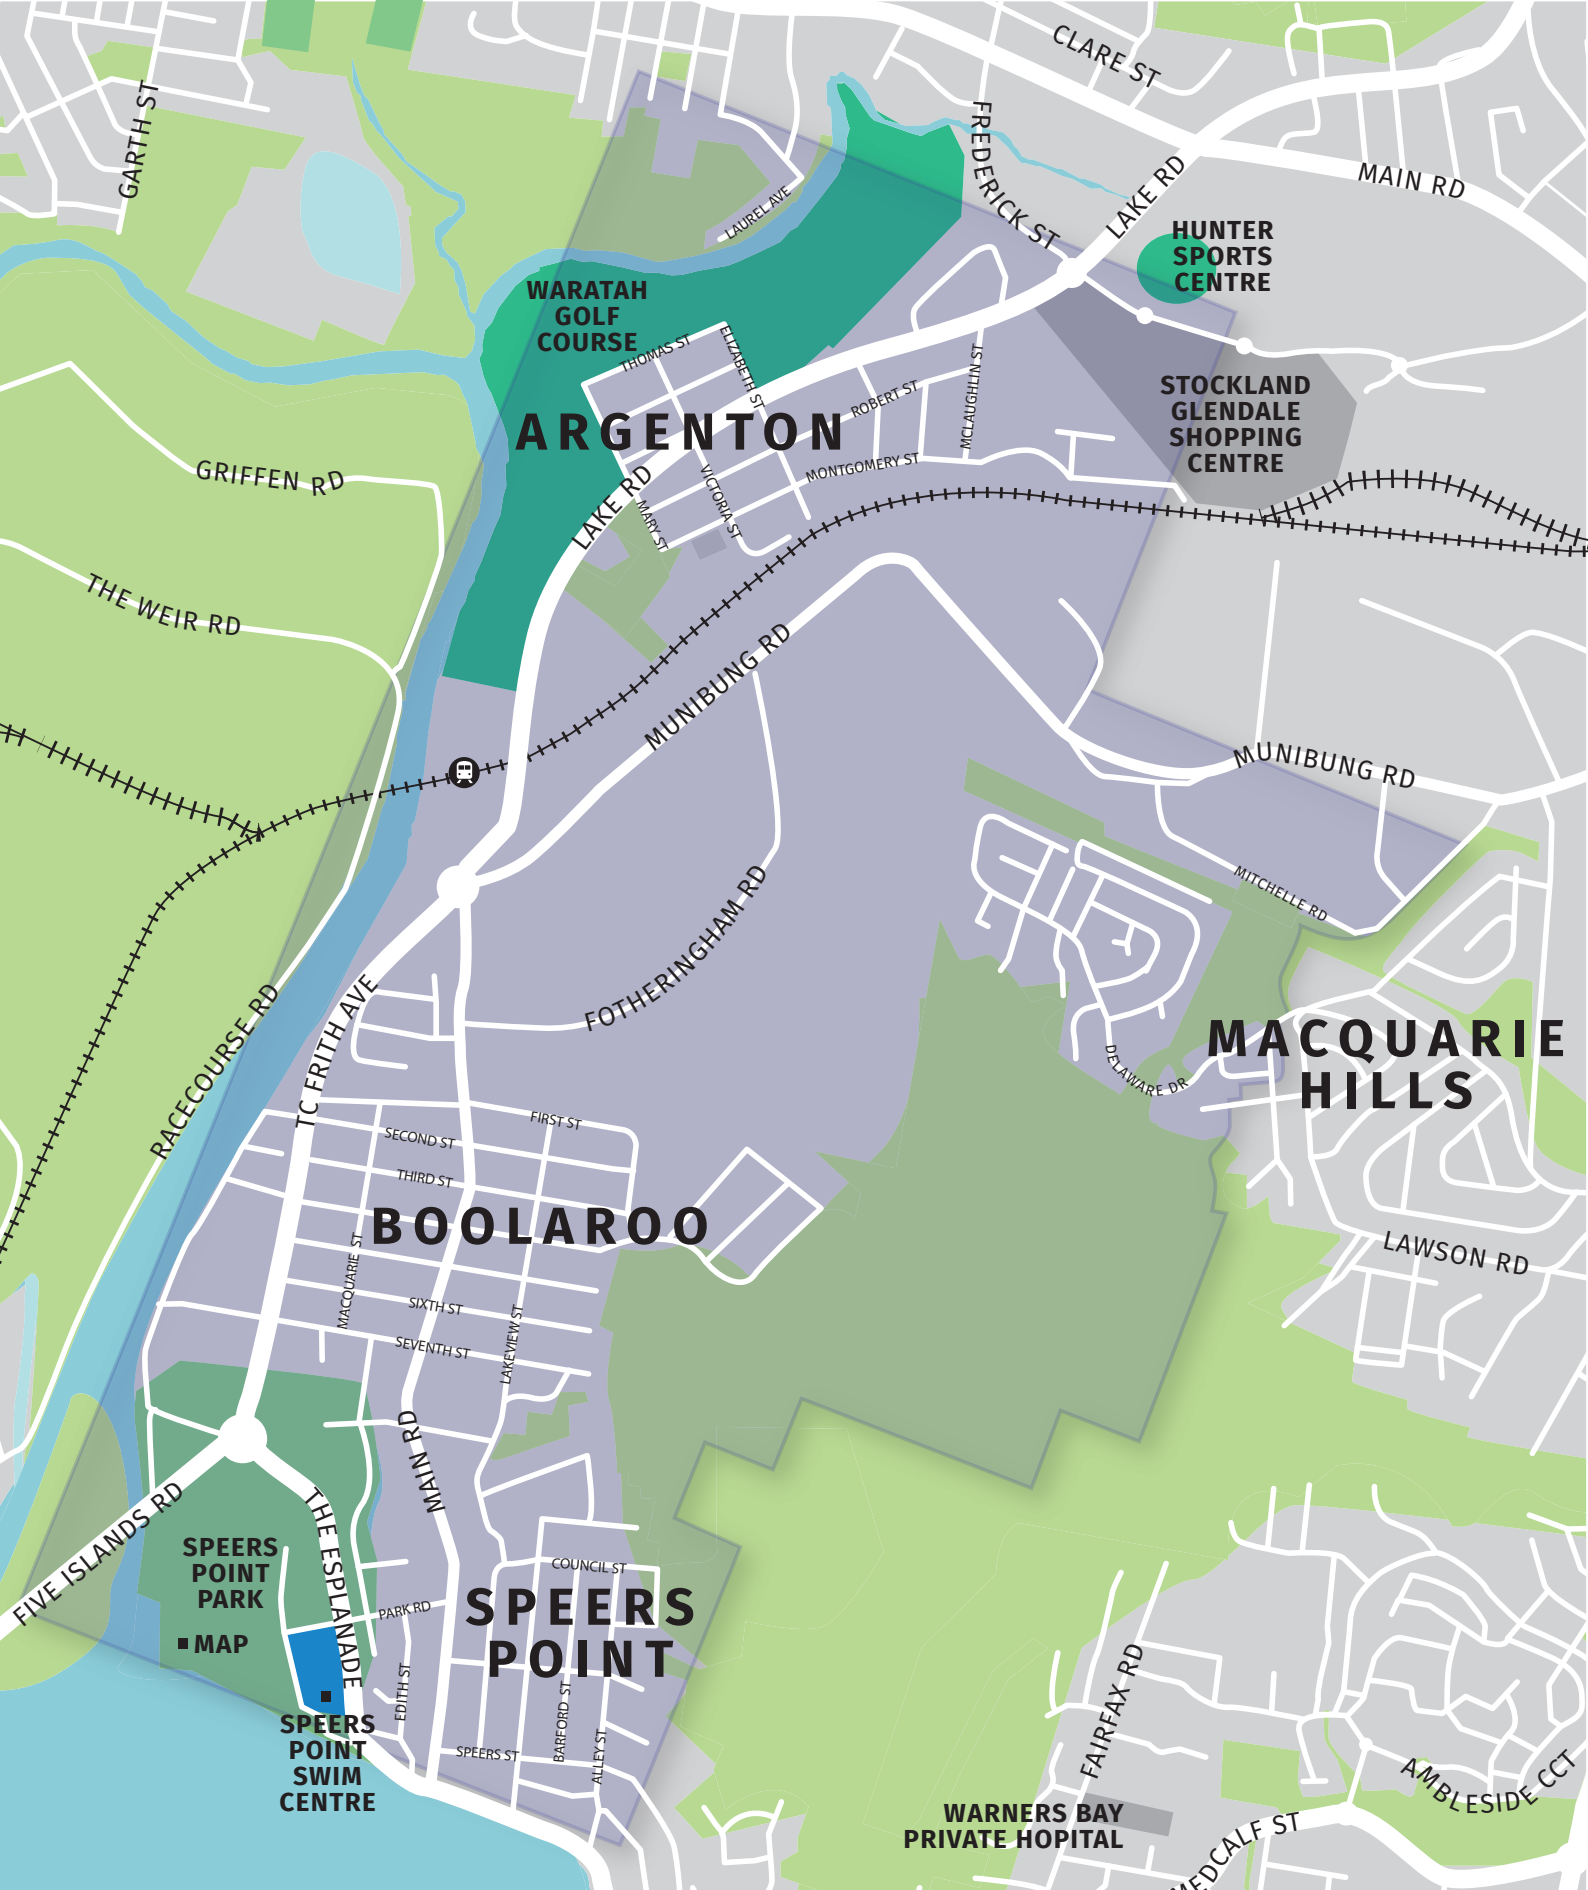 CLARE ST
GARTH ST
FREDERICK ST
LAKE RD
MAIN RD
LAUREL AVE
HUNTER
SPORTS
CENTRE
WARATAH
GOLF
COURSE
THOMAS ST
ELIZABETH ST
MCLAUGHLIN ST
ROBERT ST
STOCKLAND
GLENDALE
SHOPPING
CENTRE
ARGENTON
GRIFFEN RD
LAKE RD
MARY ST
VICTORIA ST
MONTGOMERY ST
THE WEIR RD
MUNIBUNG RD
MUNIBUNG RD
MITCHELLE RD
FOTHERINGHAM RD
RACECOURSE RD
TC FRITH AVE
DELAWARE DR
MACQUARIE
HILLS
FIRST ST
SECOND ST
THIRD ST
BOOLAROO
MACQUARIE ST
LAWSON RD
SIXTH ST
SEVENTH ST
LAKEVIEW ST
MAIN RD
FIVE ISLANDS RD
THE ESPLANADE
SPEERS
POINT
PARK
MAP
COUNCIL ST
PARK RD
SPEERS
POINT
EDITH ST
BARFORD ST
ALLEY ST
SPEERS ST
SPEERS
POINT
SWIM
CENTRE
FAIRFAX RD
AMBLESIDE CCT
WARNERS BAY
PRIVATE HOPITAL
MEDCALF ST